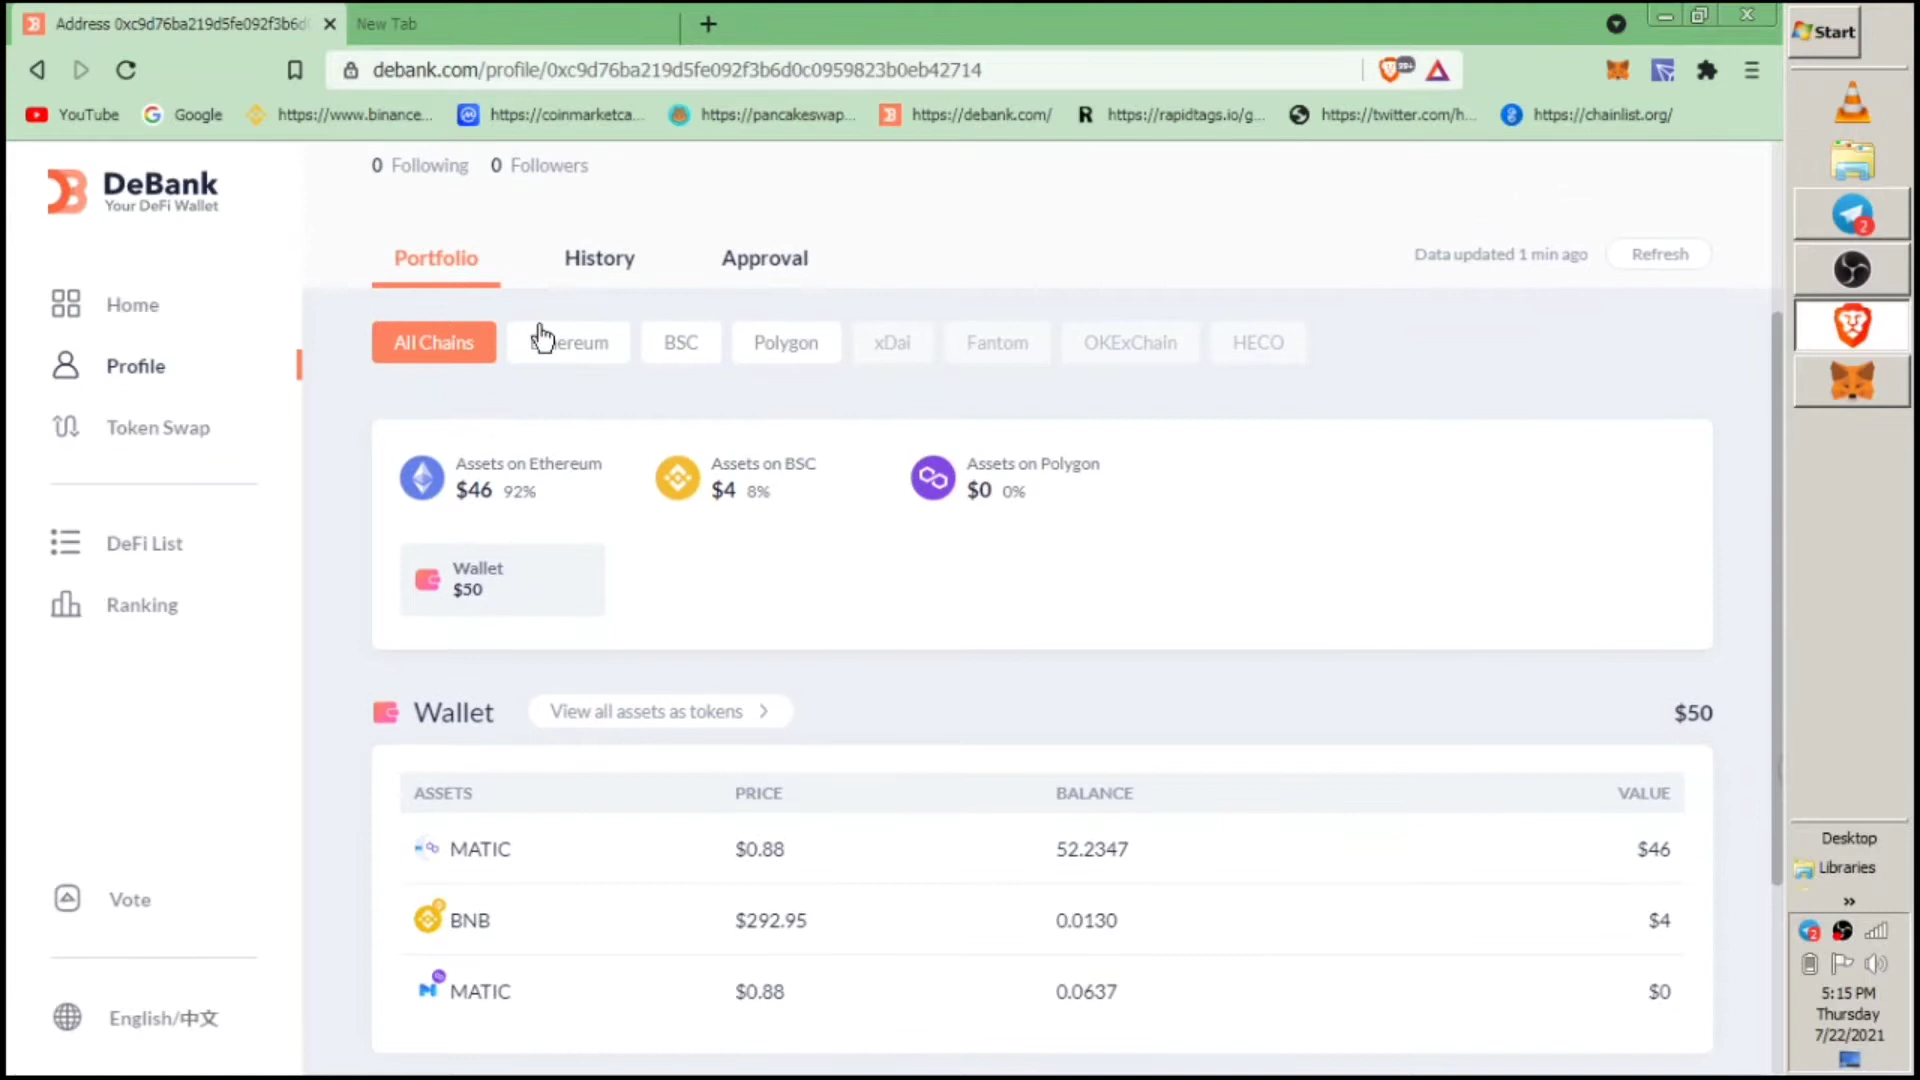 Address 0xc9d76ba219d5fe092f3b6d
New Tab
Start
debank.com/profile/0xc9d76ba219d5fe092f3b6d0c0959823b0eb42714
YouTube
Google
https://www.binance...
https://coinmarketca...
https://pancakeswap...
https://debank.com/
https://rapidtags.io/g...
https://twitter.com/h...
https://chainlist.org/
DeBank
Your DeFi Wallet
0 Following 0 Followers
Portfolio
History
Approval
Data updated 1 min ago
Refresh
Home
Profile
Token Swap
DeFi List
Ranking
Vote
English/中文
All Chains
ereum
BSC
Polygon
xDai
Fantom
OKExChain
HECO
Assets on Ethereum
$46 92%
Assets on BSC
$4 8%
Assets on Polygon
$0 0%
Wallet
$50
Wallet
View all assets as tokens
$50
ASSETS PRICE BALANCE VALUE
MATIC $0.88 52.2347 $46
BNB $292.95 0.0130 $4
MATIC $0.88 0.0637 $0
2
Desktop
Libraries
»
2
5:15 PM
Thursday
7/22/2021